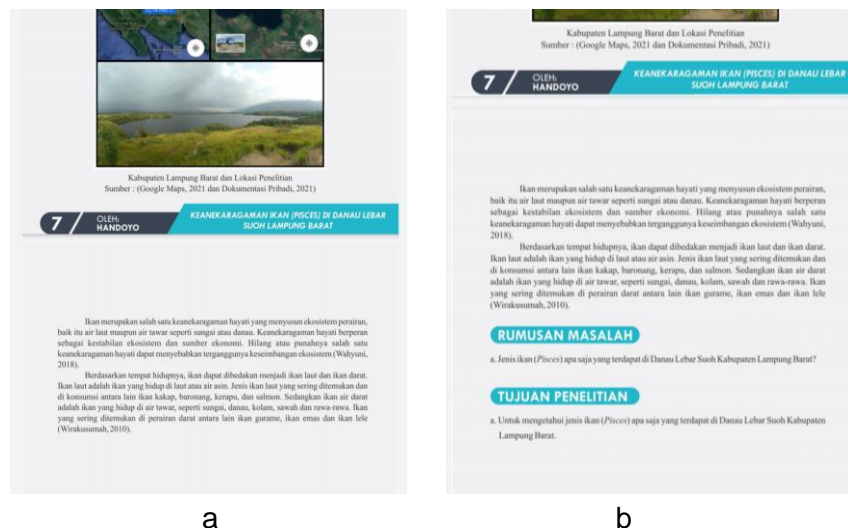 Kabupaten Lampung Barat dan Lokasi Penelitian
Sumber : (Google Maps, 2021 dan Dokumentasi Pribadi, 2021)
7
OLEH:
HANDOYO
KEANEKARAGAMAN IKAN (PISCES) DI DANAU LEBAR
SUOH LAMPUNG BARAT
Ikan merupakan salah satu keanekaragaman hayati yang menyusun ekosistem perairan,
baik itu air laut maupun air tawar seperti sungai atau danau. Keanekaragaman hayati berperan
sebagai kestabilan ekosistem dan sumber ekonomi. Hilang atau punahnya salah satu
keanekaragaman hayati dapat menyebabkan terganggunya keseimbangan ekosistem (Wahyuni,
2018).
Berdasarkan tempat hidupnya, ikan dapat dibedakan menjadi ikan laut dan ikan darat.
Ikan laut adalah ikan yang hidup di laut atau air asin. Jenis ikan laut yang sering ditemukan dan
di konsumsi antara lain ikan kakap, baronang, kerapu, dan salmon. Sedangkan ikan air darat
adalah ikan yang hidup di air tawar, seperti sungai, danau, kolam, sawah dan rawa-rawa. Ikan
yang sering ditemukan di perairan darat antara lain ikan gurame, ikan emas dan ikan lele
(Wirakusumah, 2010).
a
Kabupaten Lampung Barat dan Lokasi Penelitian
Sumber : (Google Maps, 2021 dan Dokumentasi Pribadi, 2021)
7
OLEH:
HANDOYO
KEANEKARAGAMAN IKAN (PISCES) DI DANAU LEBAR
SUOH LAMPUNG BARAT
Ikan merupakan salah satu keanekaragaman hayati yang menyusun ekosistem perairan,
baik itu air laut maupun air tawar seperti sungai atau danau. Keanekaragaman hayati berperan
sebagai kestabilan ekosistem dan sumber ekonomi. Hilang atau punahnya salah satu
keanekaragaman hayati dapat menyebabkan terganggunya keseimbangan ekosistem (Wahyuni,
2018).
Berdasarkan tempat hidupnya, ikan dapat dibedakan menjadi ikan laut dan ikan darat.
Ikan laut adalah ikan yang hidup di laut atau air asin. Jenis ikan laut yang sering ditemukan dan
di konsumsi antara lain ikan kakap, baronang, kerapu, dan salmon. Sedangkan ikan air darat
adalah ikan yang hidup di air tawar, seperti sungai, danau, kolam, sawah dan rawa-rawa. Ikan
yang sering ditemukan di perairan darat antara lain ikan gurame, ikan emas dan ikan lele
(Wirakusumah, 2010).
RUMUSAN MASALAH
a. Jenis ikan (Pisces) apa saja yang terdapat di Danau Lebar Suoh Kabupaten Lampung Barat?
TUJUAN PENELITIAN
a. Untuk mengetahui jenis ikan (Pisces) apa saja yang terdapat di Danau Lebar Suoh Kabupaten
Lampung Barat.
b